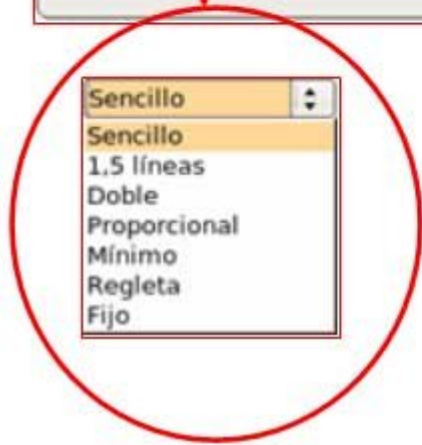 Sencillo
Sencillo
1,5 líneas
Doble
Proporcional
Mínimo
Regleta
Fijo